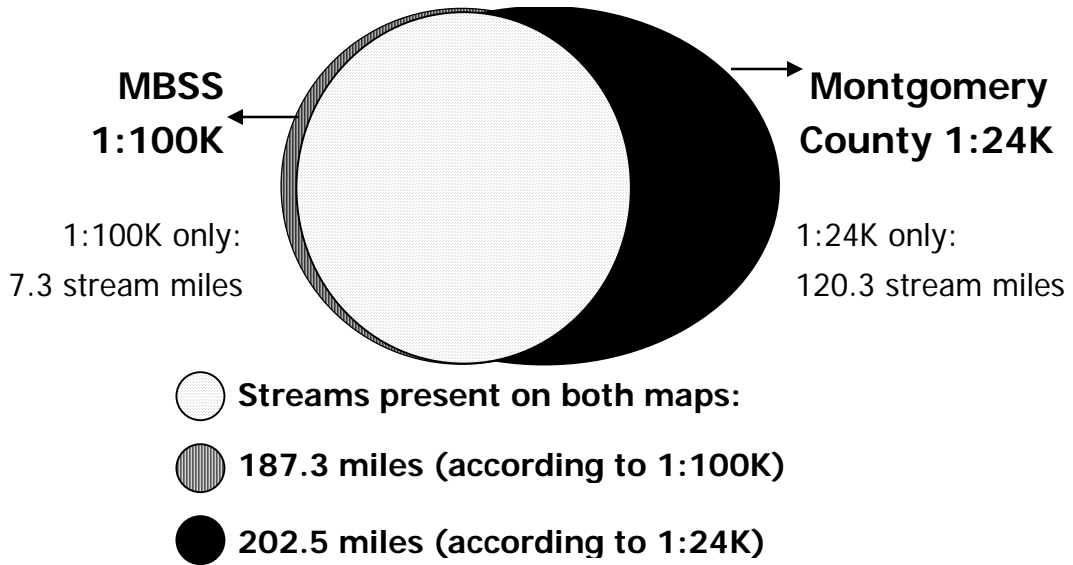 MBSS
1:100K
Montgomery
County 1:24K
1:100K only:
7.3 stream miles
1:24K only:
120.3 stream miles
Streams present on both maps:
187.3 miles (according to 1:100K)
202.5 miles (according to 1:24K)